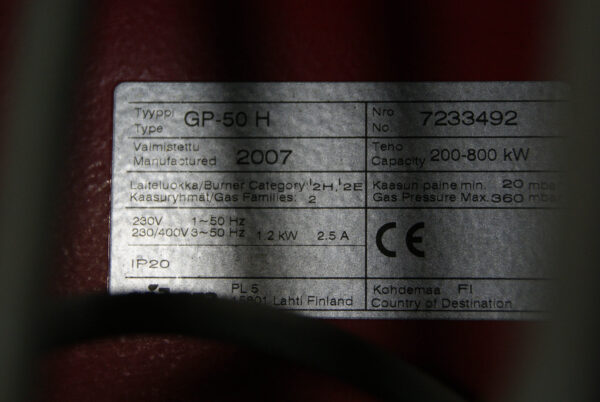 Tyyppi
Type GP-50 H
Nro
No 7233492
Valmistettu
Manufactured 2007
Teho
Capacity 200-800 kW
Laiteluokka/Burner Category: I2H, I2E
Kaasuryhmät/Gas Families: 2
Kaasun paine min. 20 mba
Gas Pressure Max. 360 mba
230V 1~50 Hz
230/400V 3~50 Hz 1.2 kW 2.5 A
CE
IP20
PL 5
15801 Lahti Finland
Kohdemaa FI
Country of Destination